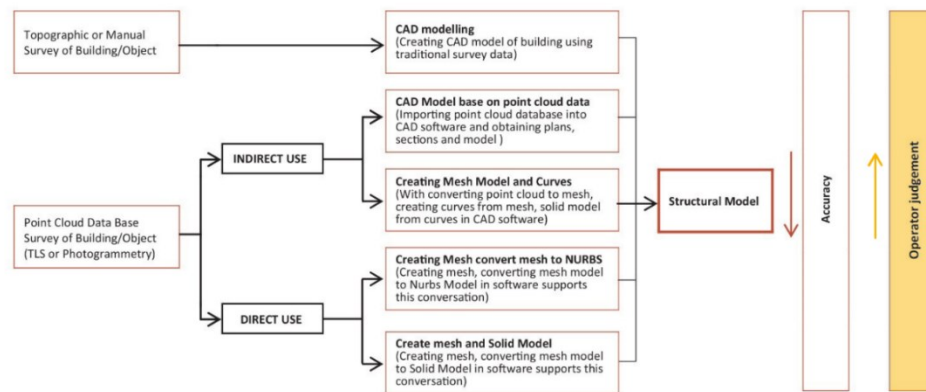 Topographic or Manual
Survey of Building/Object
CAD modelling
(Creating CAD model of building using
traditional survey data)
CAD Model base on point cloud data
(Importing point cloud database into
CAD software and obtaining plans,
sections and model )
INDIRECT USE
Creating Mesh Model and Curves
(With converting point cloud to mesh,
creating curves from mesh, solid model
from curves in CAD software)
Point Cloud Data Base
Survey of Building/Object
(TLS or Photogrammetry)
Creating Mesh convert mesh to NURBS
(Creating mesh, converting mesh model
to Nurbs Model in software supports
this conversation)
DIRECT USE
Create mesh and Solid Model
(Creating mesh, converting mesh model
to Solid Model in software supports this
conversation)
Structural Model
Accuracy
Operator judgement